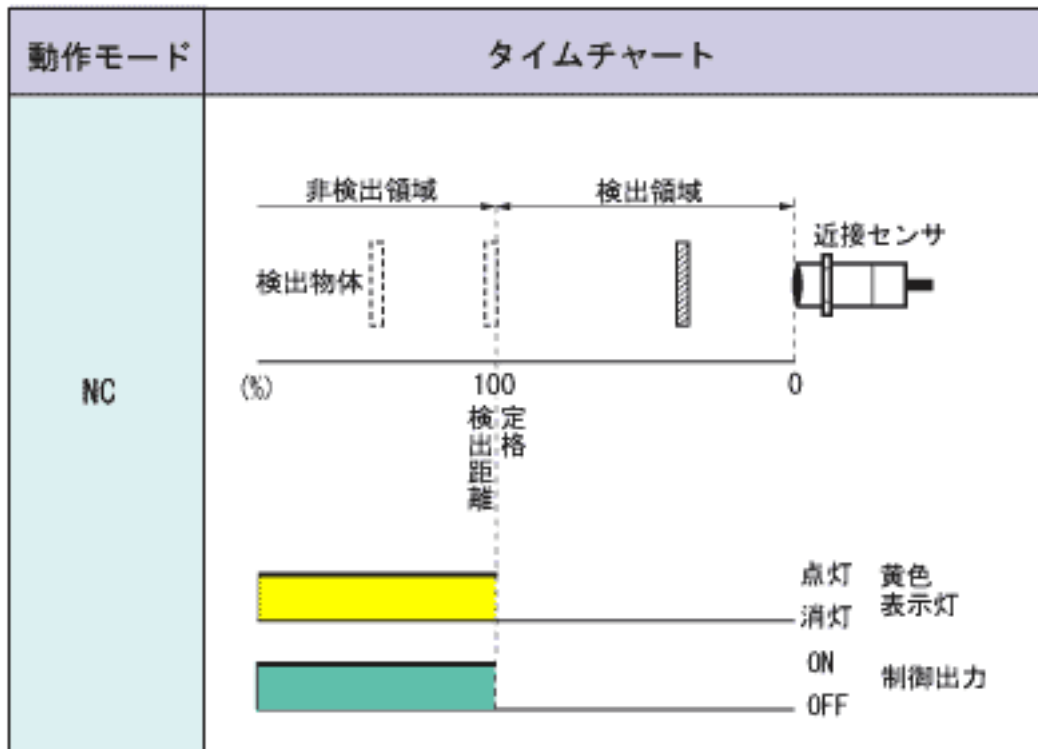 動作モード
タイムチャート
NC
非検出領域
検出領域
近接センサ
検出物体
(%)
100
0
定格
検出距離
点灯
消灯
黄色
表示灯
ON
OFF
制御出力